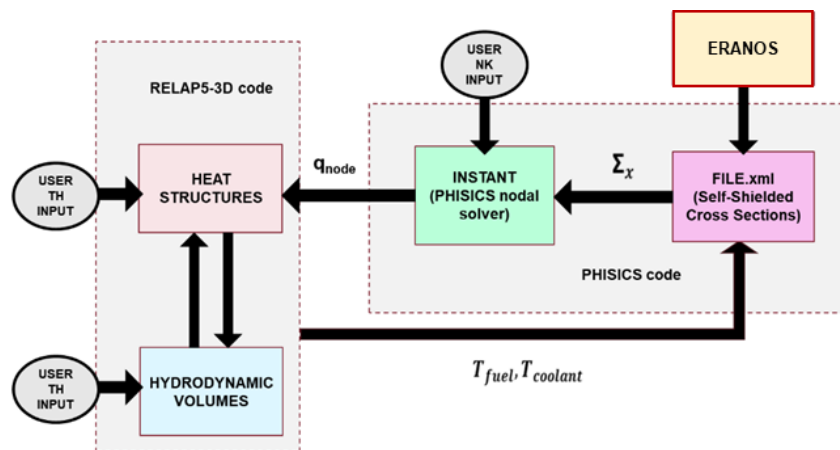 RELAP5-3D code
USER
NK
INPUT
ERANOS
USER
TH
INPUT
HEAT
STRUCTURES
q_node
INSTANT
(PHISICS nodal
solver)
Σ_x
FILE.xml
(Self-Shielded
Cross Sections)
PHISICS code
USER
TH
INPUT
HYDRODYNAMIC
VOLUMES
T_fuel, T_coolant